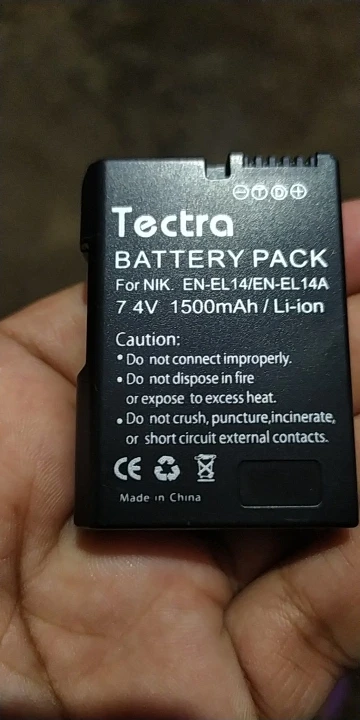 ⊖ⓉⒹ⊕
Tectra
BATTERY PACK
For NIK. EN-EL14/EN-EL14A
7 4V 1500mAh / Li-ion
Caution:
• Do not connect improperly.
• Do not dispose in fire
or expose to excess heat.
• Do not crush, puncture,incinerate,
or short circuit external contacts.
CE
Made in China